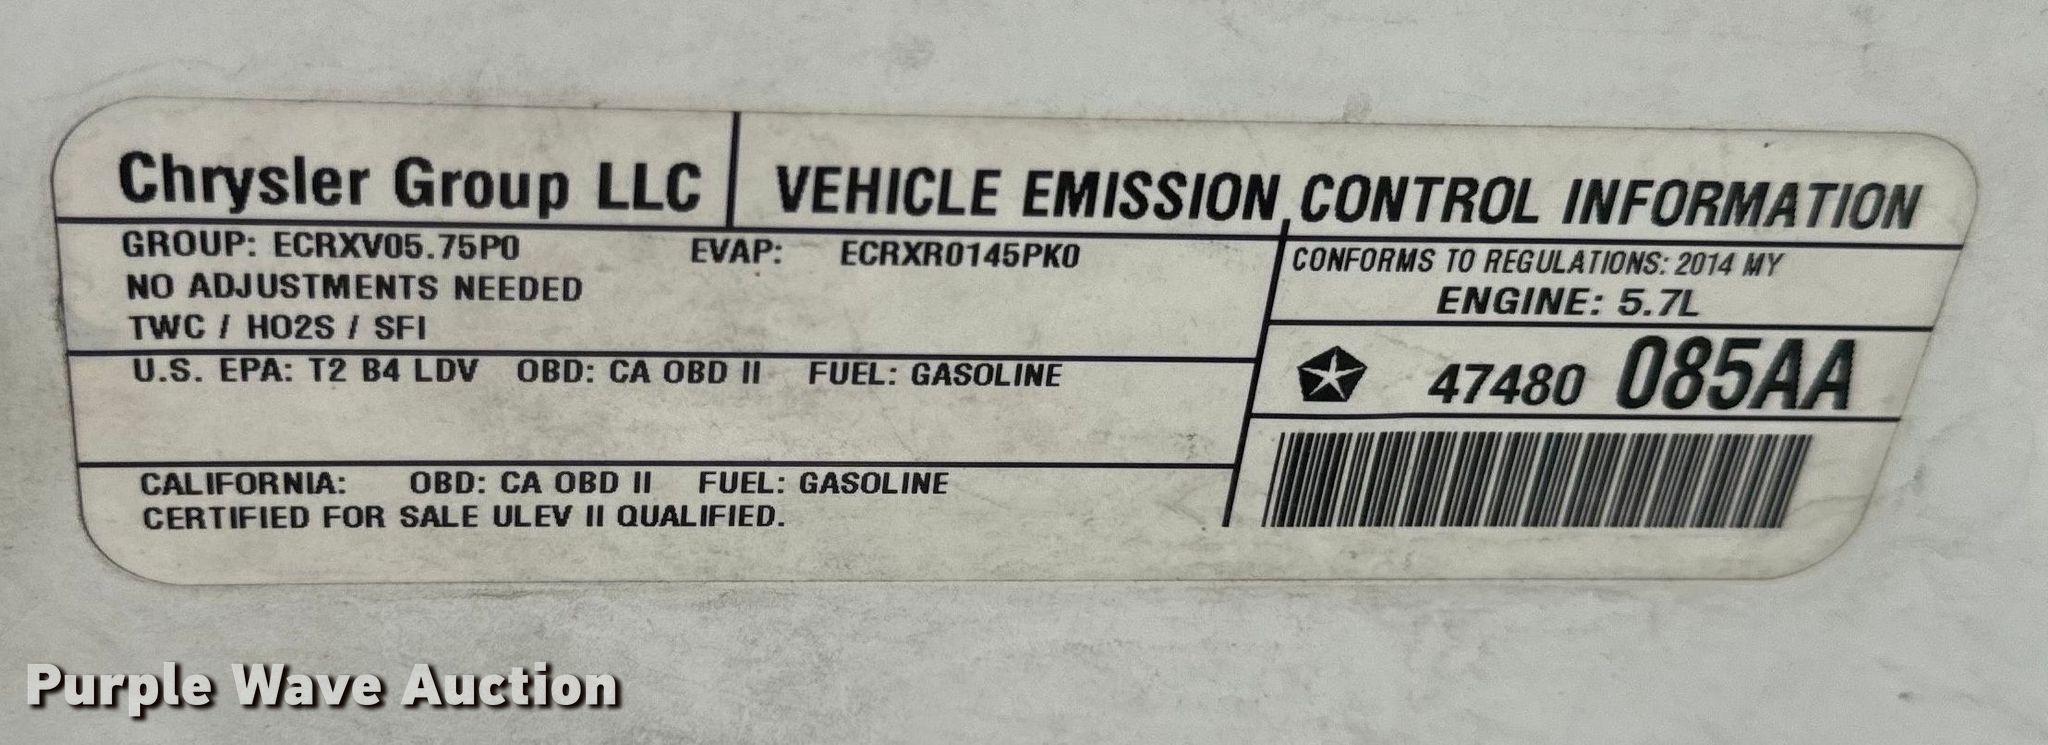 Chrysler Group LLC VEHICLE EMISSION CONTROL INFORMATION
GROUP: ECRXV05.75P0 EVAP: ECRXR0145PK0
NO ADJUSTMENTS NEEDED
TWC / HO2S / SFI
CONFORMS TO REGULATIONS: 2014 MY
ENGINE: 5.7L
U.S. EPA: T2 B4 LDV OBD: CA OBD II FUEL: GASOLINE
47480 085AA
CALIFORNIA: OBD: CA OBD II FUEL: GASOLINE
CERTIFIED FOR SALE ULEV II QUALIFIED.
Purple Wave Auction